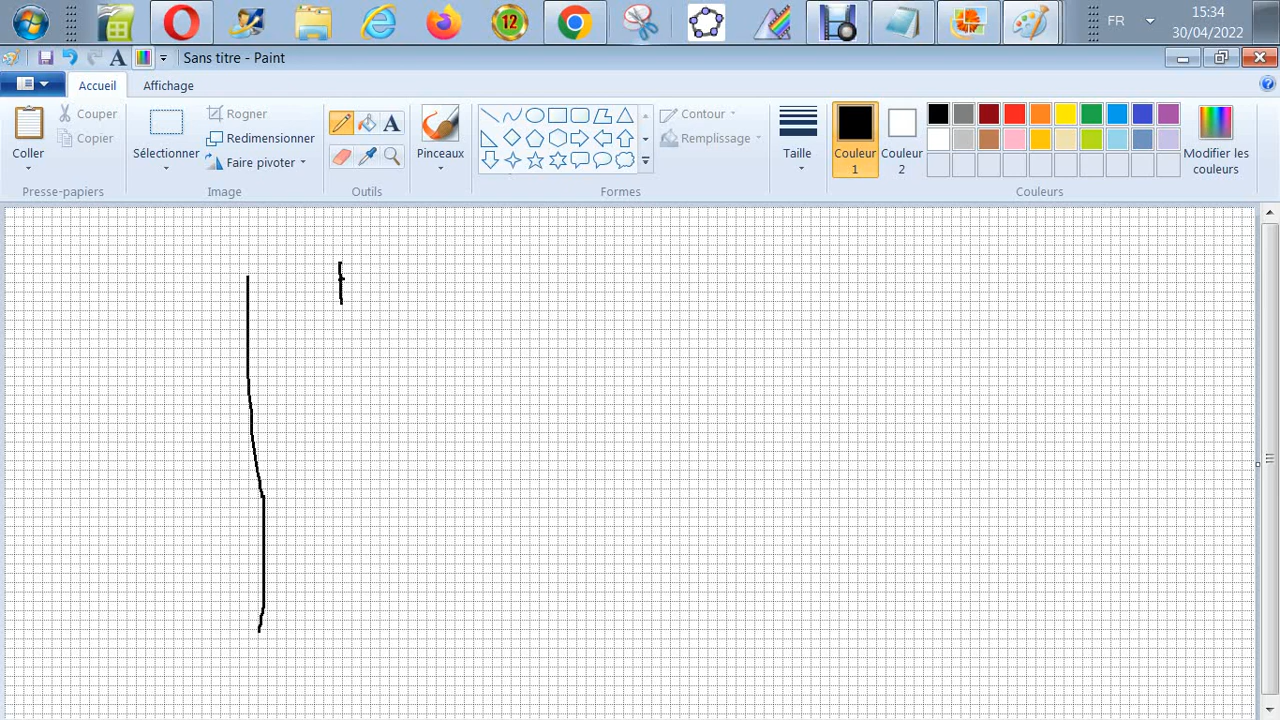 12
FR
15:34
30/04/2022
Sans titre - Paint
Accueil
Affichage
Coller
Couper
Copier
Presse-papiers
Sélectionner
Rogner
Redimensionner
Faire pivoter
Image
Outils
Pinceaux
Contour
Remplissage
Formes
Taille
Couleur 1
Couleur 2
Modifier les couleurs
Couleurs